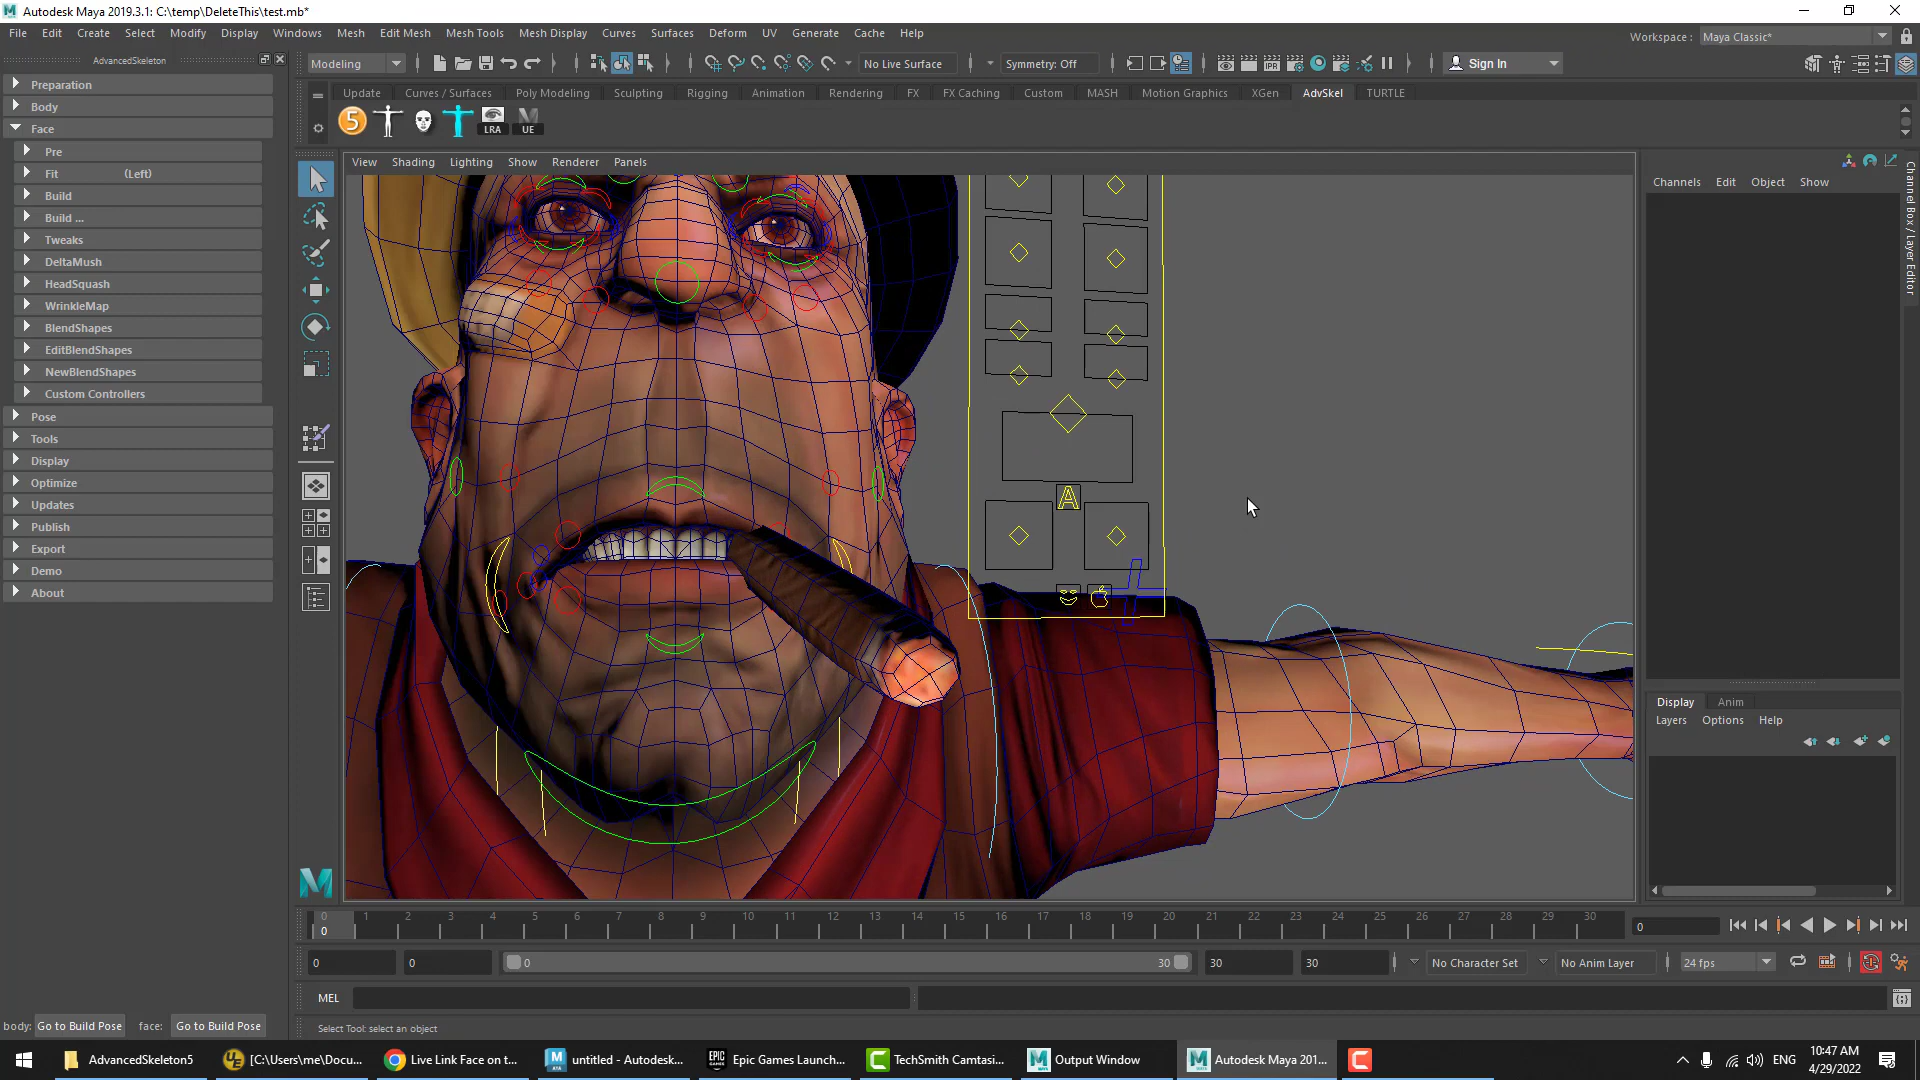 Autodesk Maya 2019.3.1: C:\temp\DeleteThis\test.mb*
File Edit Create Select Modify Display Windows Mesh Edit Mesh Mesh Tools Mesh Display Curves Surfaces Deform UV Generate Cache Help
Workspace : Maya Classic*
AdvancedSkeleton
Modeling
No Live Surface
Symmetry: Off
Sign In
Update Curves / Surfaces Poly Modeling Sculpting Rigging Animation Rendering FX FX Caching Custom MASH Motion Graphics XGen AdvSkel TURTLE
5
LRA
UE
Preparation
Body
Face
Pre
Fit (Left)
Build
Build ...
Tweaks
DeltaMush
HeadSquash
WrinkleMap
BlendShapes
EditBlendShapes
NewBlendShapes
Custom Controllers
Pose
Tools
Display
Optimize
Updates
Publish
Export
Demo
About
View Shading Lighting Show Renderer Panels
A
Channels Edit Object Show
Channel Box / Layer Editor
Display Anim
Layers Options Help
0 1 2 3 4 5 6 7 8 9 10 11 12 13 14 15 16 17 18 19 20 21 22 23 24 25 26 27 28 29 30
0
0
0 0 0 30 30 30
No Character Set
No Anim Layer
24 fps
MEL
body: Go to Build Pose face: Go to Build Pose
Select Tool: select an object
AdvancedSkeleton5
[C:\Users\me\Docu...
Live Link Face on t...
untitled - Autodesk...
Epic Games Launch...
TechSmith Camtasi...
Output Window
Autodesk Maya 201...
ENG
10:47 AM
4/29/2022